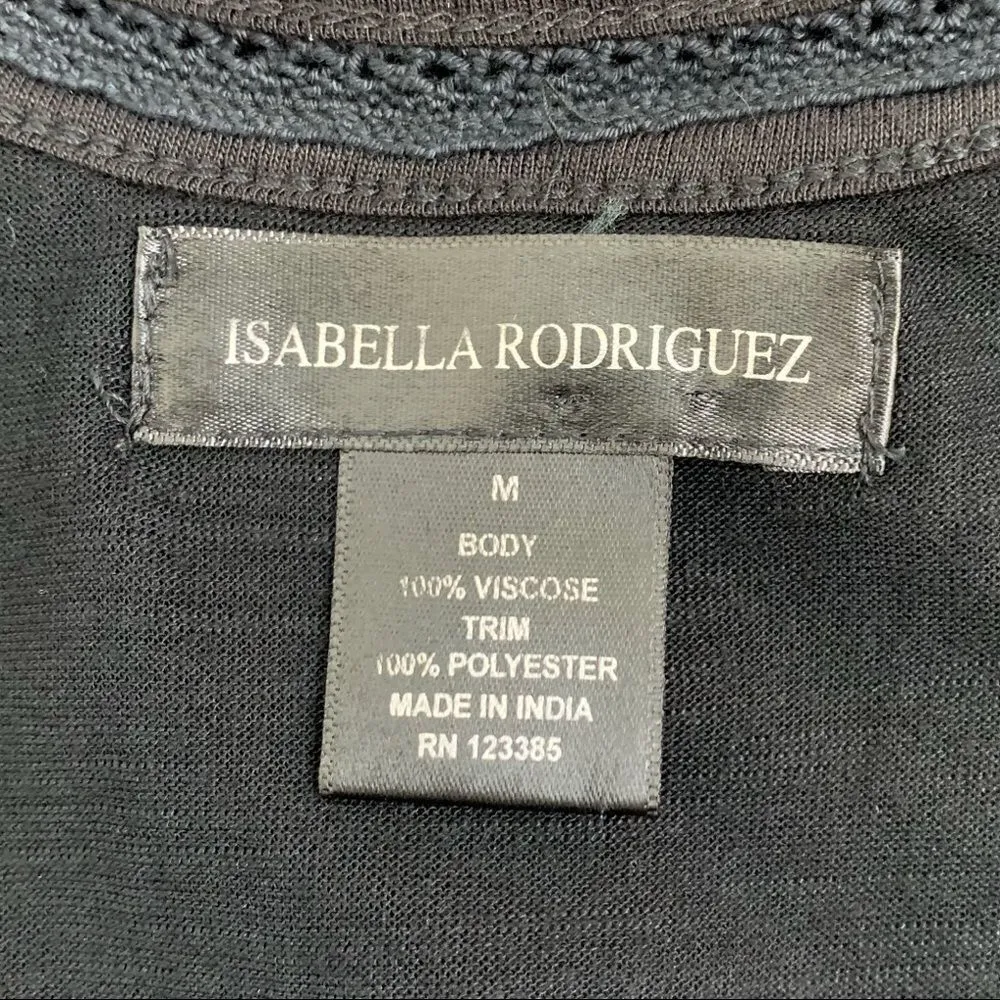 ISABELLA RODRIGUEZ
M
BODY
100% VISCOSE
TRIM
100% POLYESTER
MADE IN INDIA
RN 123385